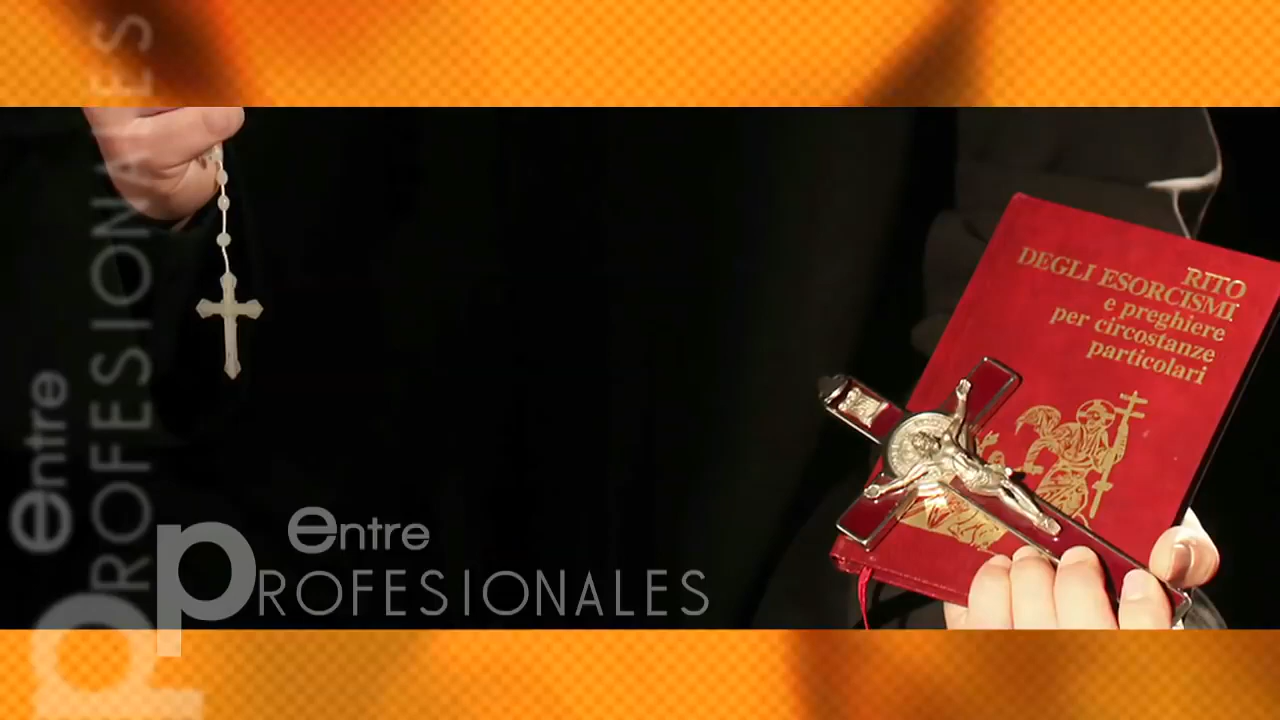 RITO
DEGLI ESORCISMI
e preghiere
per circostanze
particolari
entre
PROFESIONALES
entre
PROFESIONALES